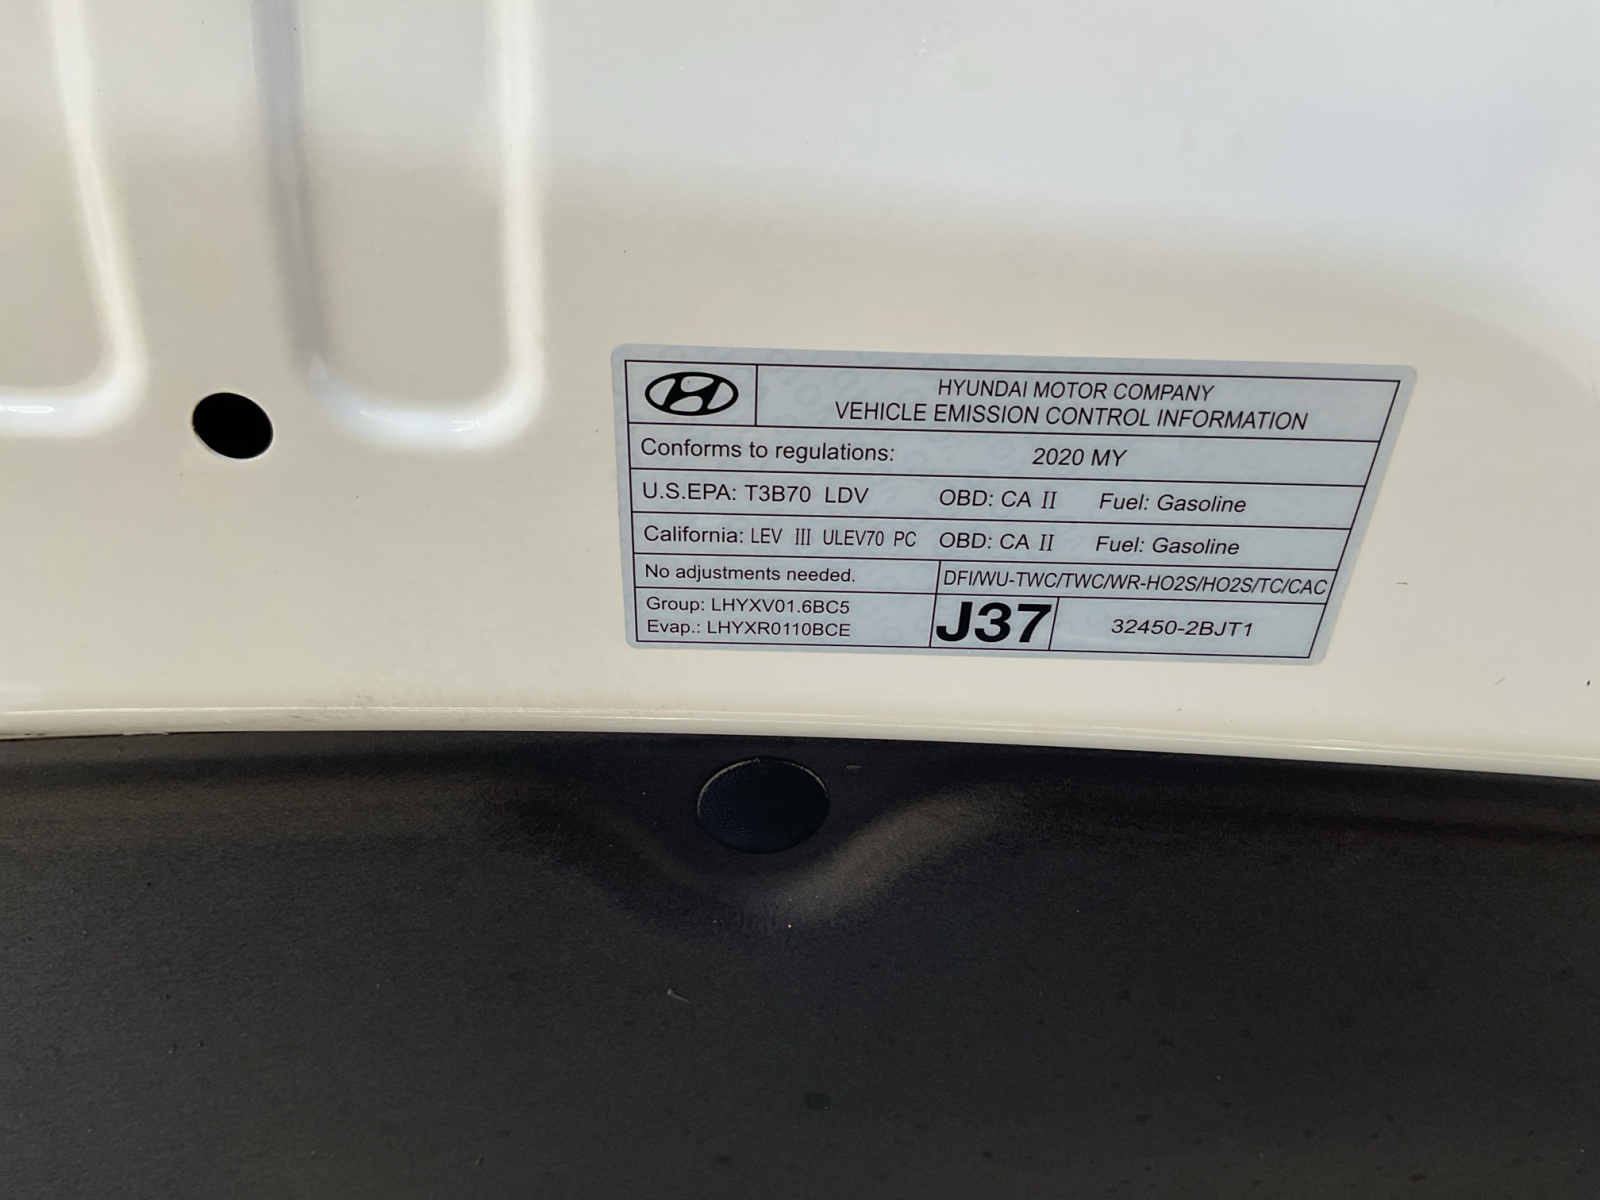 HYUNDAI MOTOR COMPANY
VEHICLE EMISSION CONTROL INFORMATION
Conforms to regulations: 2020 MY
U.S.EPA: T3B70 LDV OBD: CA II Fuel: Gasoline
California: LEV III ULEV70 PC OBD: CA II Fuel: Gasoline
No adjustments needed. DFI/WU-TWC/TWC/WR-HO2S/HO2S/TC/CAC
Group: LHYXV01.6BC5
Evap.: LHYXR0110BCE
J37 32450-2BJT1